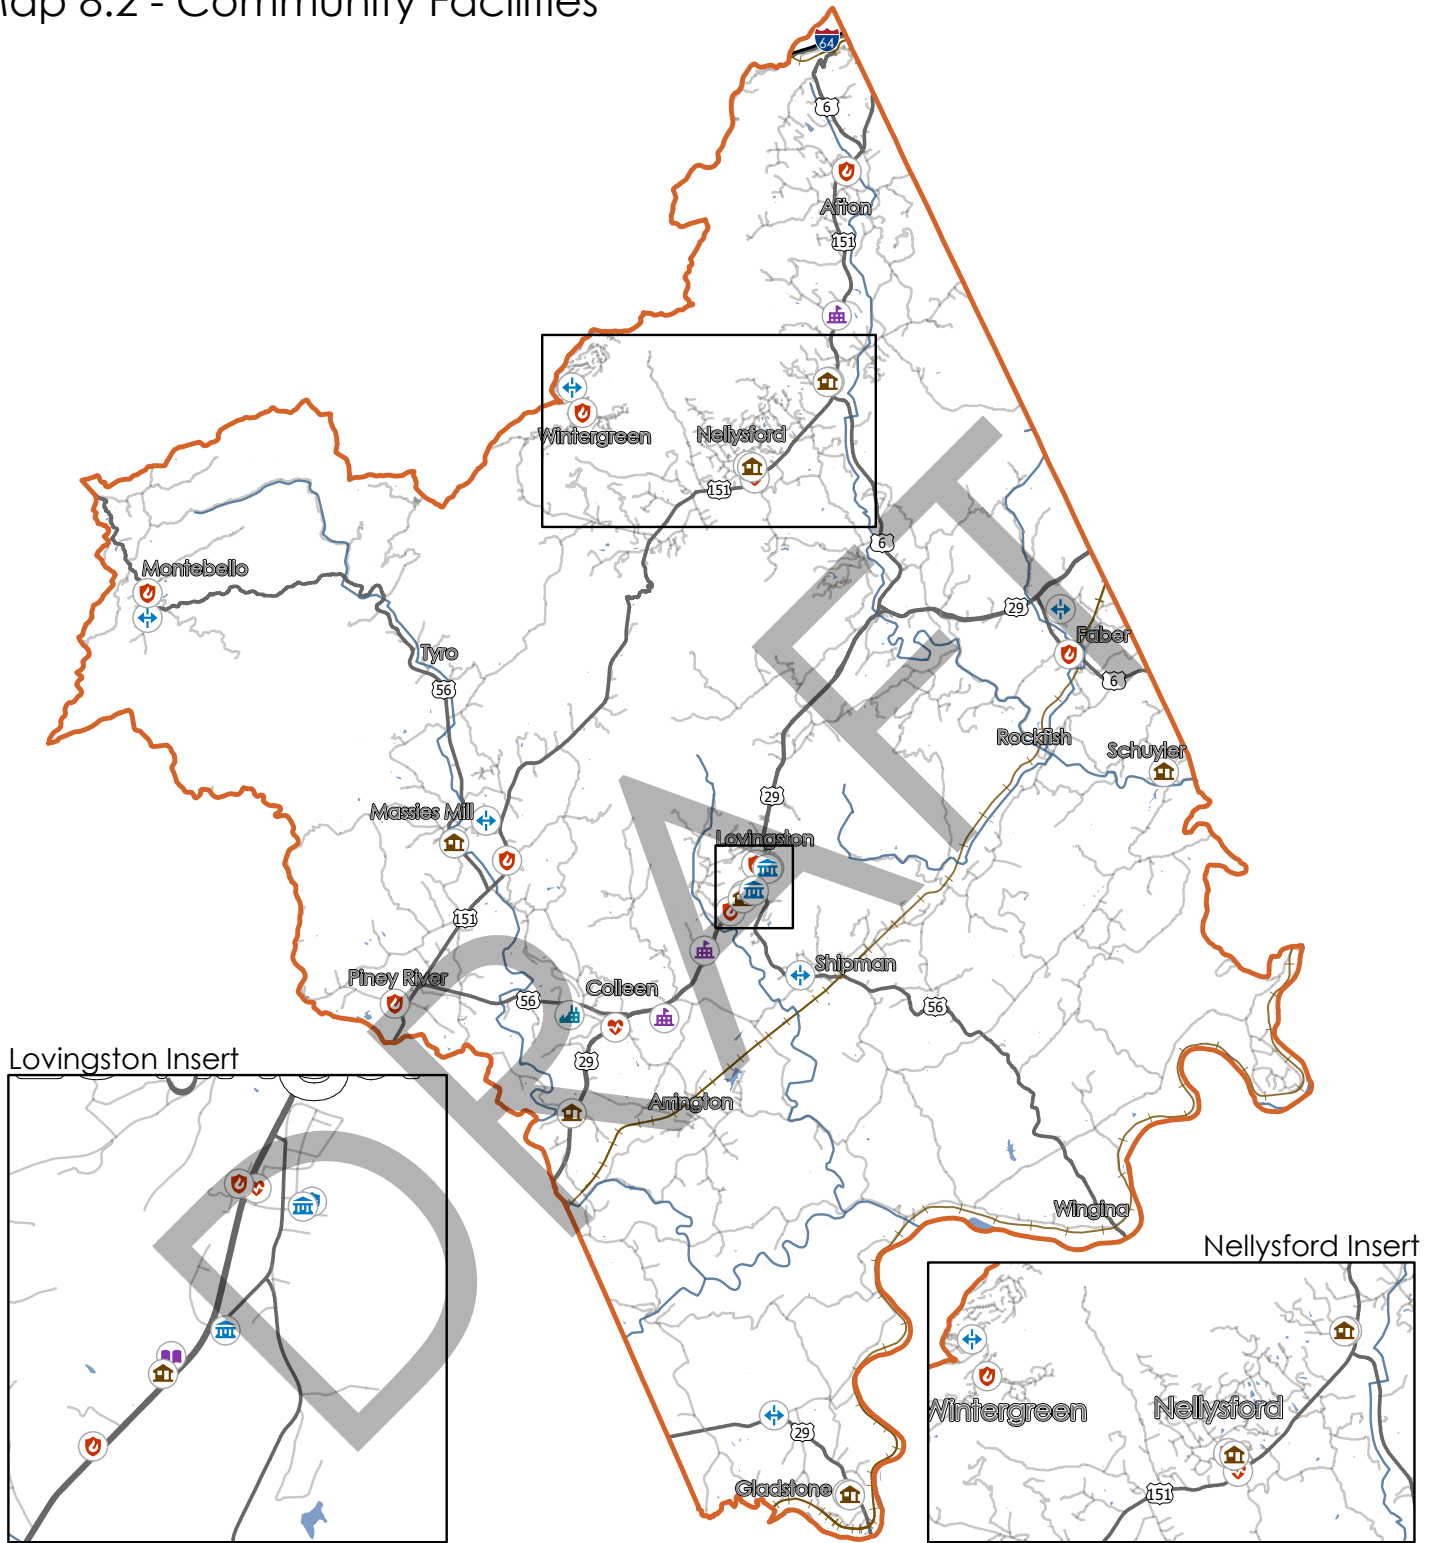 Map 8.2 - Community Facilities
64
6
Afton
151
Wintergreen
Nellysford
151
6
Montebello
29
Faber
Tyro
56
6
Rockfish
Schuyler
29
Massies Mill
Lovingston
151
Shipman
Piney River
Colleen
56
56
29
Arrington
Wingina
29
Gladstone
DRAFT
Lovingston Insert
Nellysford Insert
Wintergreen
Nellysford
151